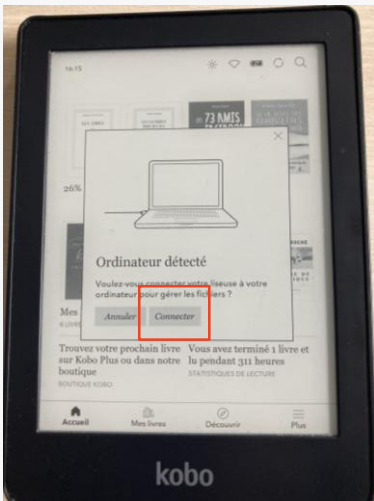 14:15
73 AMIS
26%
Ordinateur détecté
Voulez-vous connecter votre liseuse à votre
ordinateur pour gérer les fichiers ?
Annuler
Connecter
Mes
Trouvez votre prochain livre
sur Kobo Plus ou dans notre
boutique
BOUTIQUE KOBO
Vous avez terminé 1 livre et
lu pendant 311 heures
STATISTIQUES DE LECTURE
Accueil
Mes livres
Découvrir
Plus
kobo